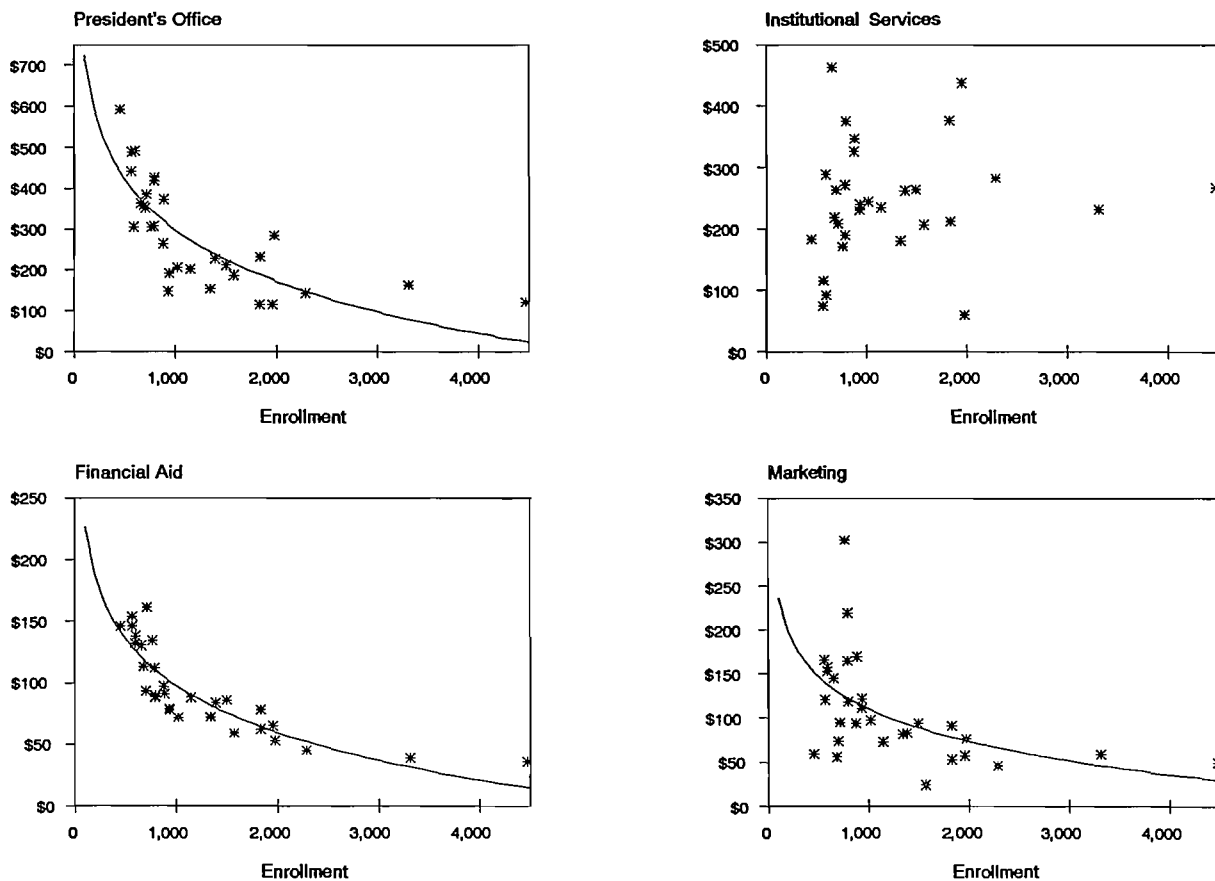 President's Office
$700
$600
$500
$400
$300
$200
$100
$0
0 1,000 2,000 3,000 4,000
Enrollment
Institutional Services
$500
$400
$300
$200
$100
$0
0 1,000 2,000 3,000 4,000
Enrollment
Financial Aid
$250
$200
$150
$100
$50
$0
0 1,000 2,000 3,000 4,000
Enrollment
Marketing
$350
$300
$250
$200
$150
$100
$50
$0
0 1,000 2,000 3,000 4,000
Enrollment